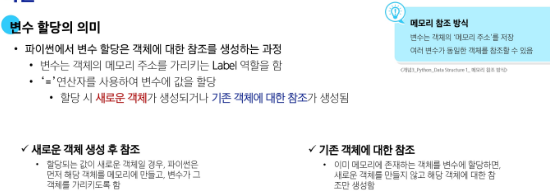 변수 할당의 의미
• 파이썬에서 변수 할당은 객체에 대한 참조를 생성하는 과정
• 변수는 객체의 메모리 주소를 가리키는 Label 역할을 함
• '='연산자를 사용하여 변수에 값을 할당
• 할당 시 새로운 객체가 생성되거나 기존 객체에 대한 참조가 생성됨
메모리 참조 방식
변수는 객체의 '메모리 주소'를 저장
여러 변수가 동일한 객체를 참조할 수 있음
✓ 새로운 객체 생성 후 참조
• 할당되는 값이 새로운 객체일 경우, 파이썬은
먼저 해당 객체를 메모리에 만들고, 변수가 그
객체를 가리키도록 함
✓ 기존 객체에 대한 참조
• 이미 메모리에 존재하는 객체를 변수에 할당하면,
새로운 객체를 만들지 않고 해당 객체에 대한 참
조만 생성함